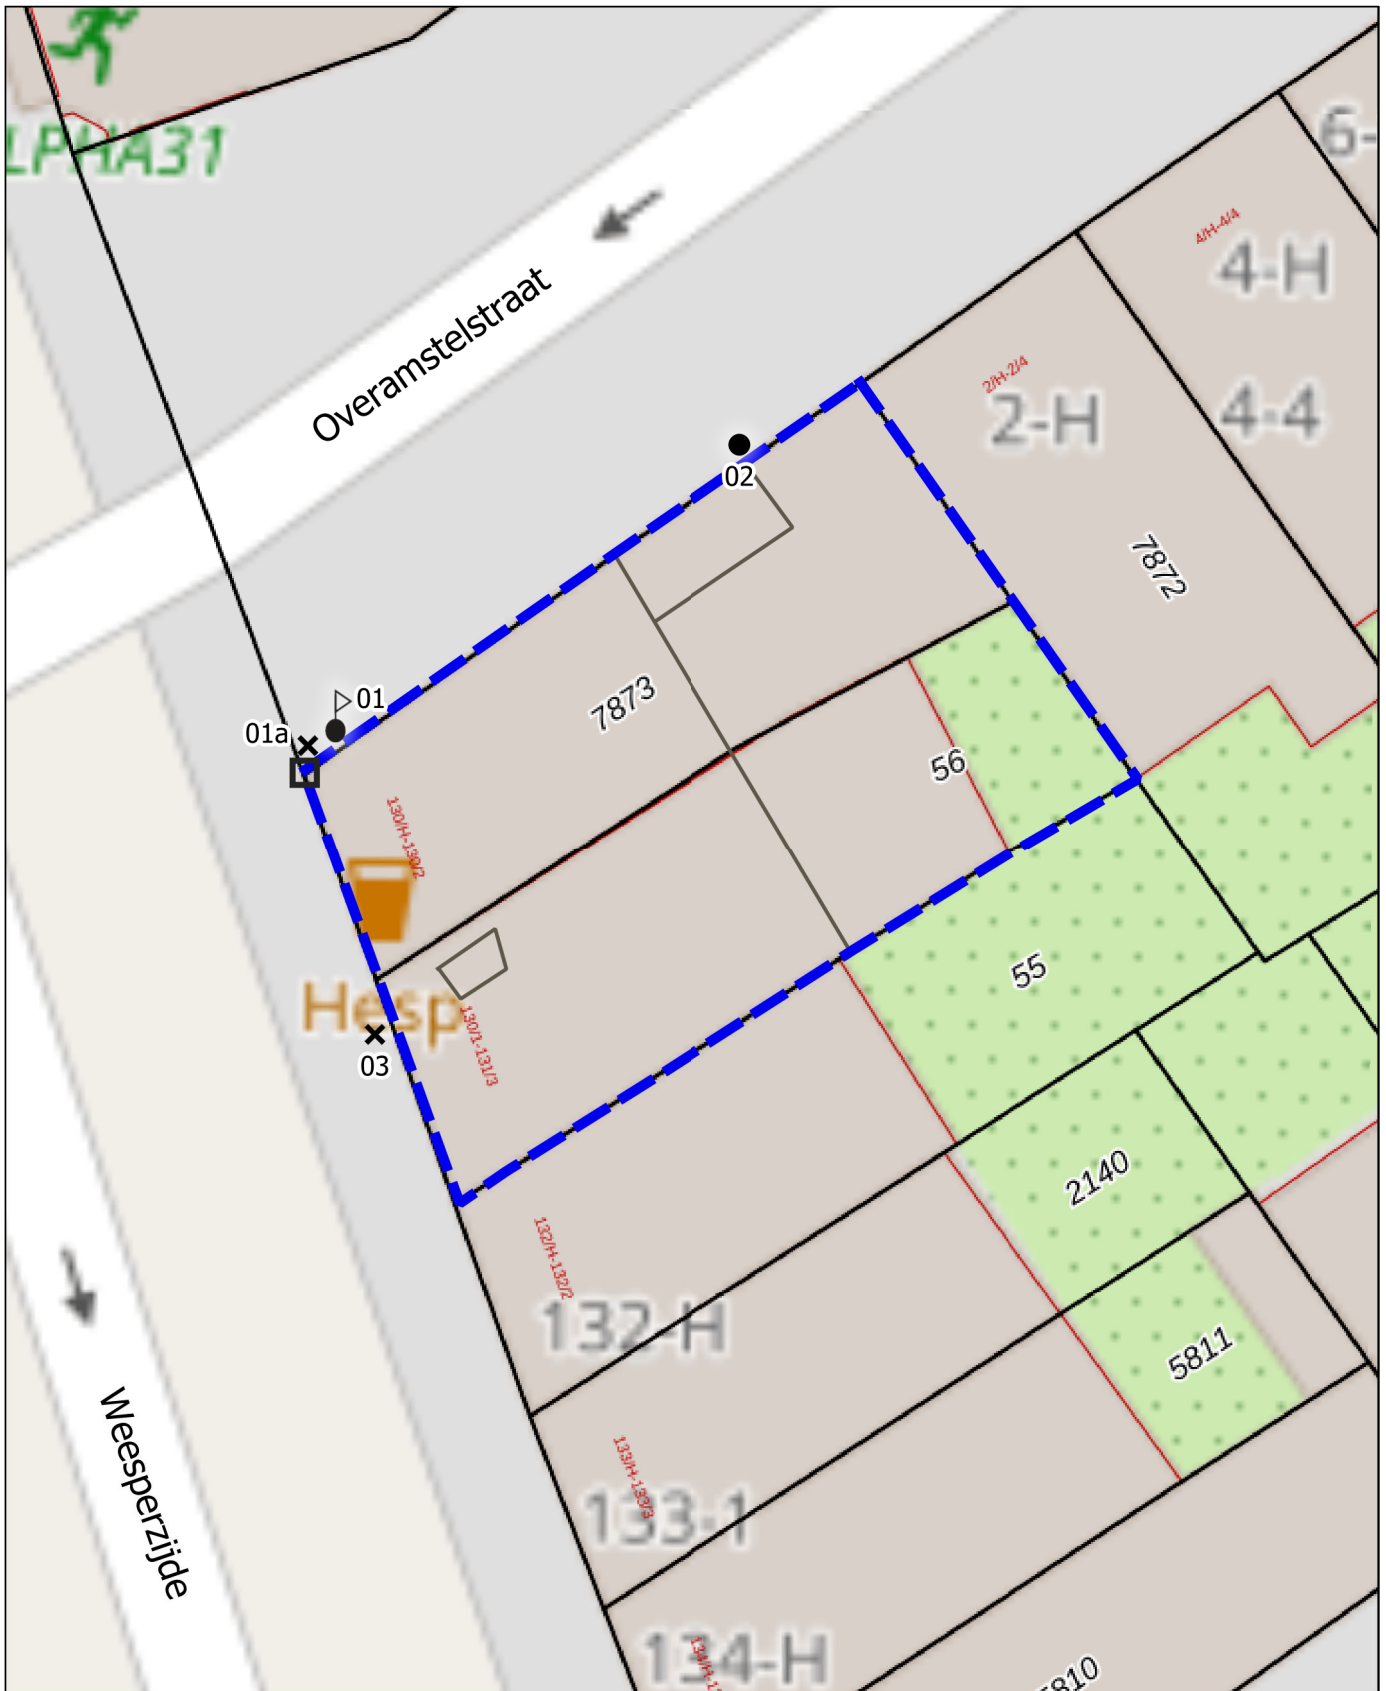 LPHA31
6-
4/H-4/4
4-H
Overamstelstraat
2/H-2/4
2-H
4-4
02
7872
7873
01
01a
56
130/H-130/2
Hesp
55
03
130/1-131/3
2140
132/H-132/2
132-H
5811
Weesperzijde
133/H-133/3
133-1
134-H
5810